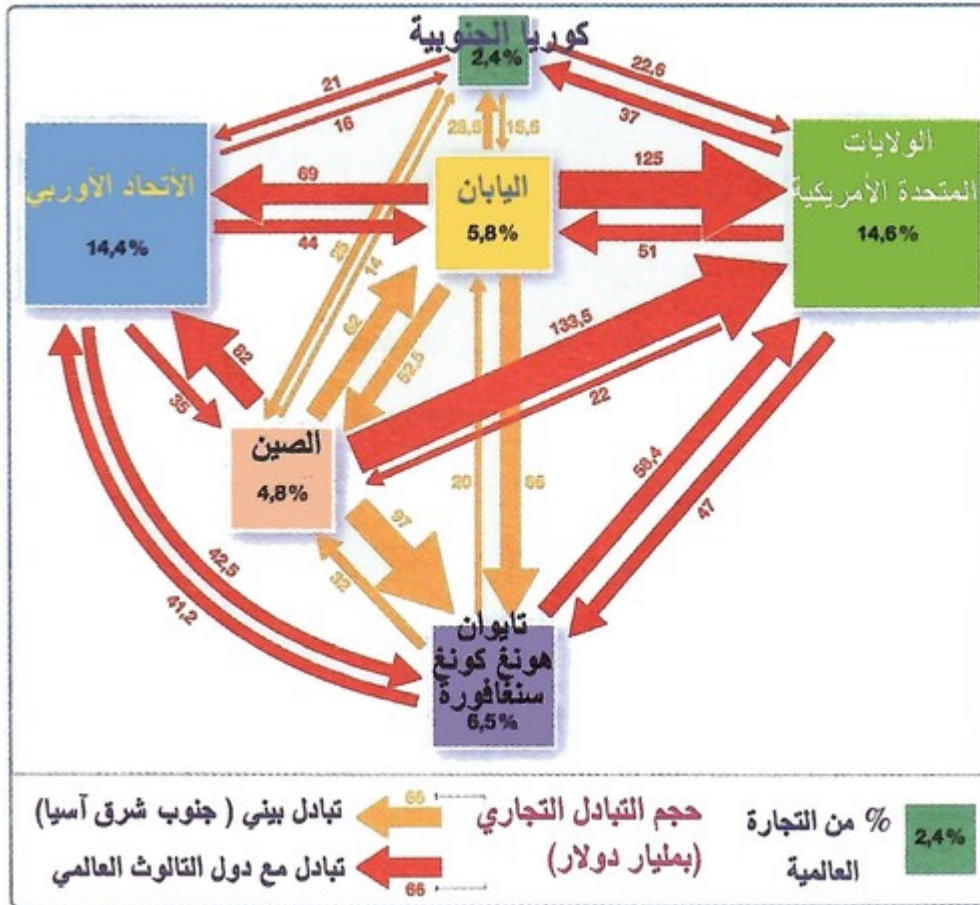 كوريا الجنوبية
2,4%
21
16
22,6
37
28,5
15,5
الأتحاد الأوربي
14,4%
69
44
اليابان
5,8%
125
51
الولايات
المتحدة الأمريكية
14,6%
25
14
62
52,5
133,5
22
82
35
الصين
4,8%
97
32
20
58,4
47
42,5
41,2
تايوان
هونغ كونغ
سنغافورة
6,5%
2,4%
% من التجارة
العالمية
حجم التبادل التجاري
(بمليار دولار)
66
تبادل بيني ( جنوب شرق آسيا)
66
تبادل مع دول التالوث العالمي